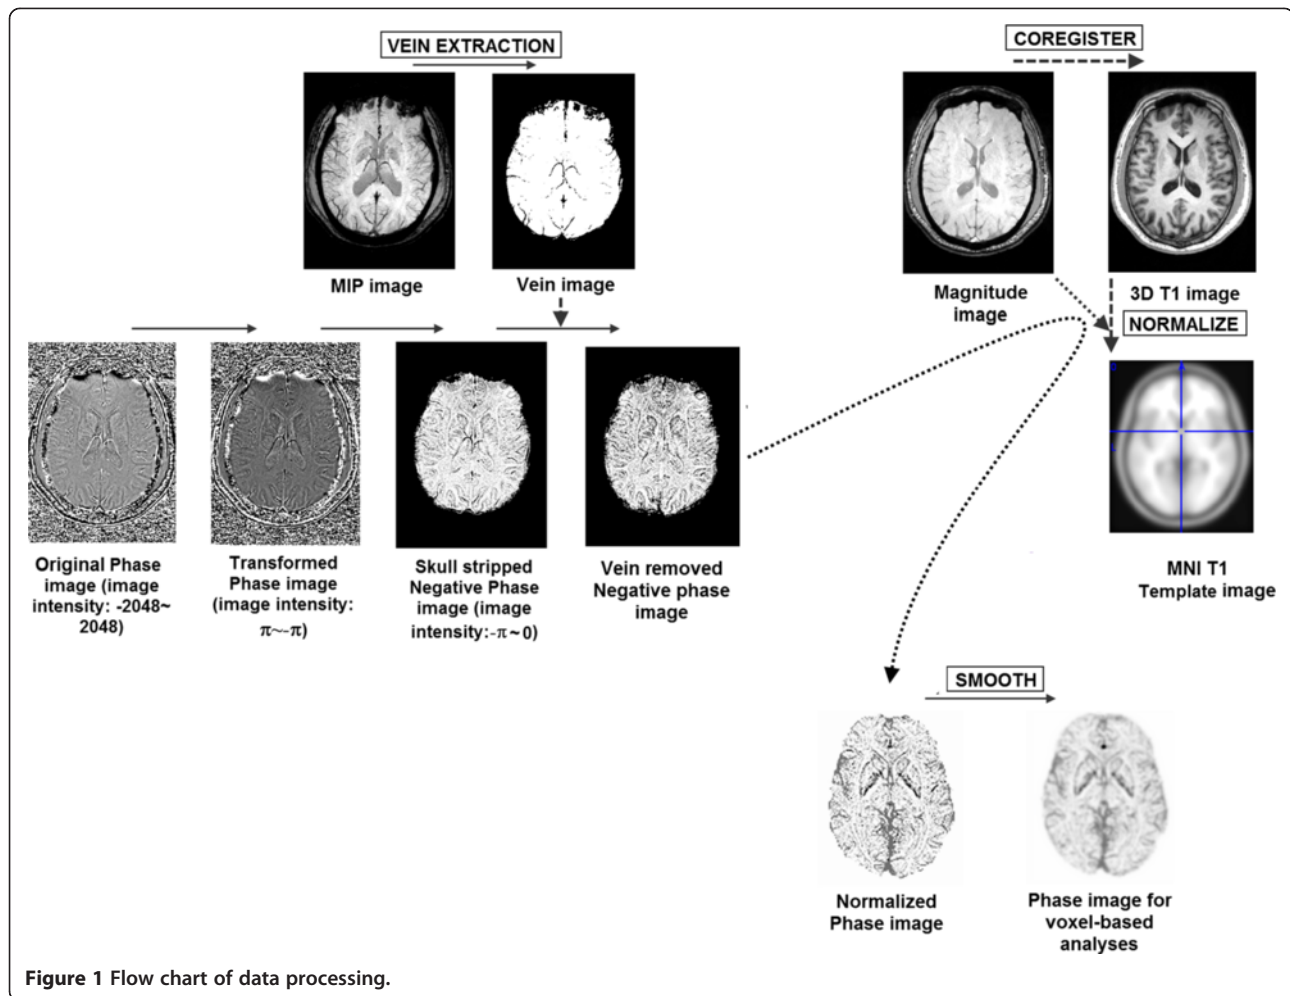 VEIN EXTRACTION
COREGISTER
MIP image
Vein image
Magnitude
image
3D T1 image
NORMALIZE
Original Phase
image (image
intensity: -2048~
2048)
Transformed
Phase image
(image intensity:
π~-π)
Skull stripped
Negative Phase
image (image
intensity:-π~0)
Vein removed
Negative phase
image
MNI T1
Template image
SMOOTH
Normalized
Phase image
Phase image for
voxel-based
analyses
Figure 1 Flow chart of data processing.